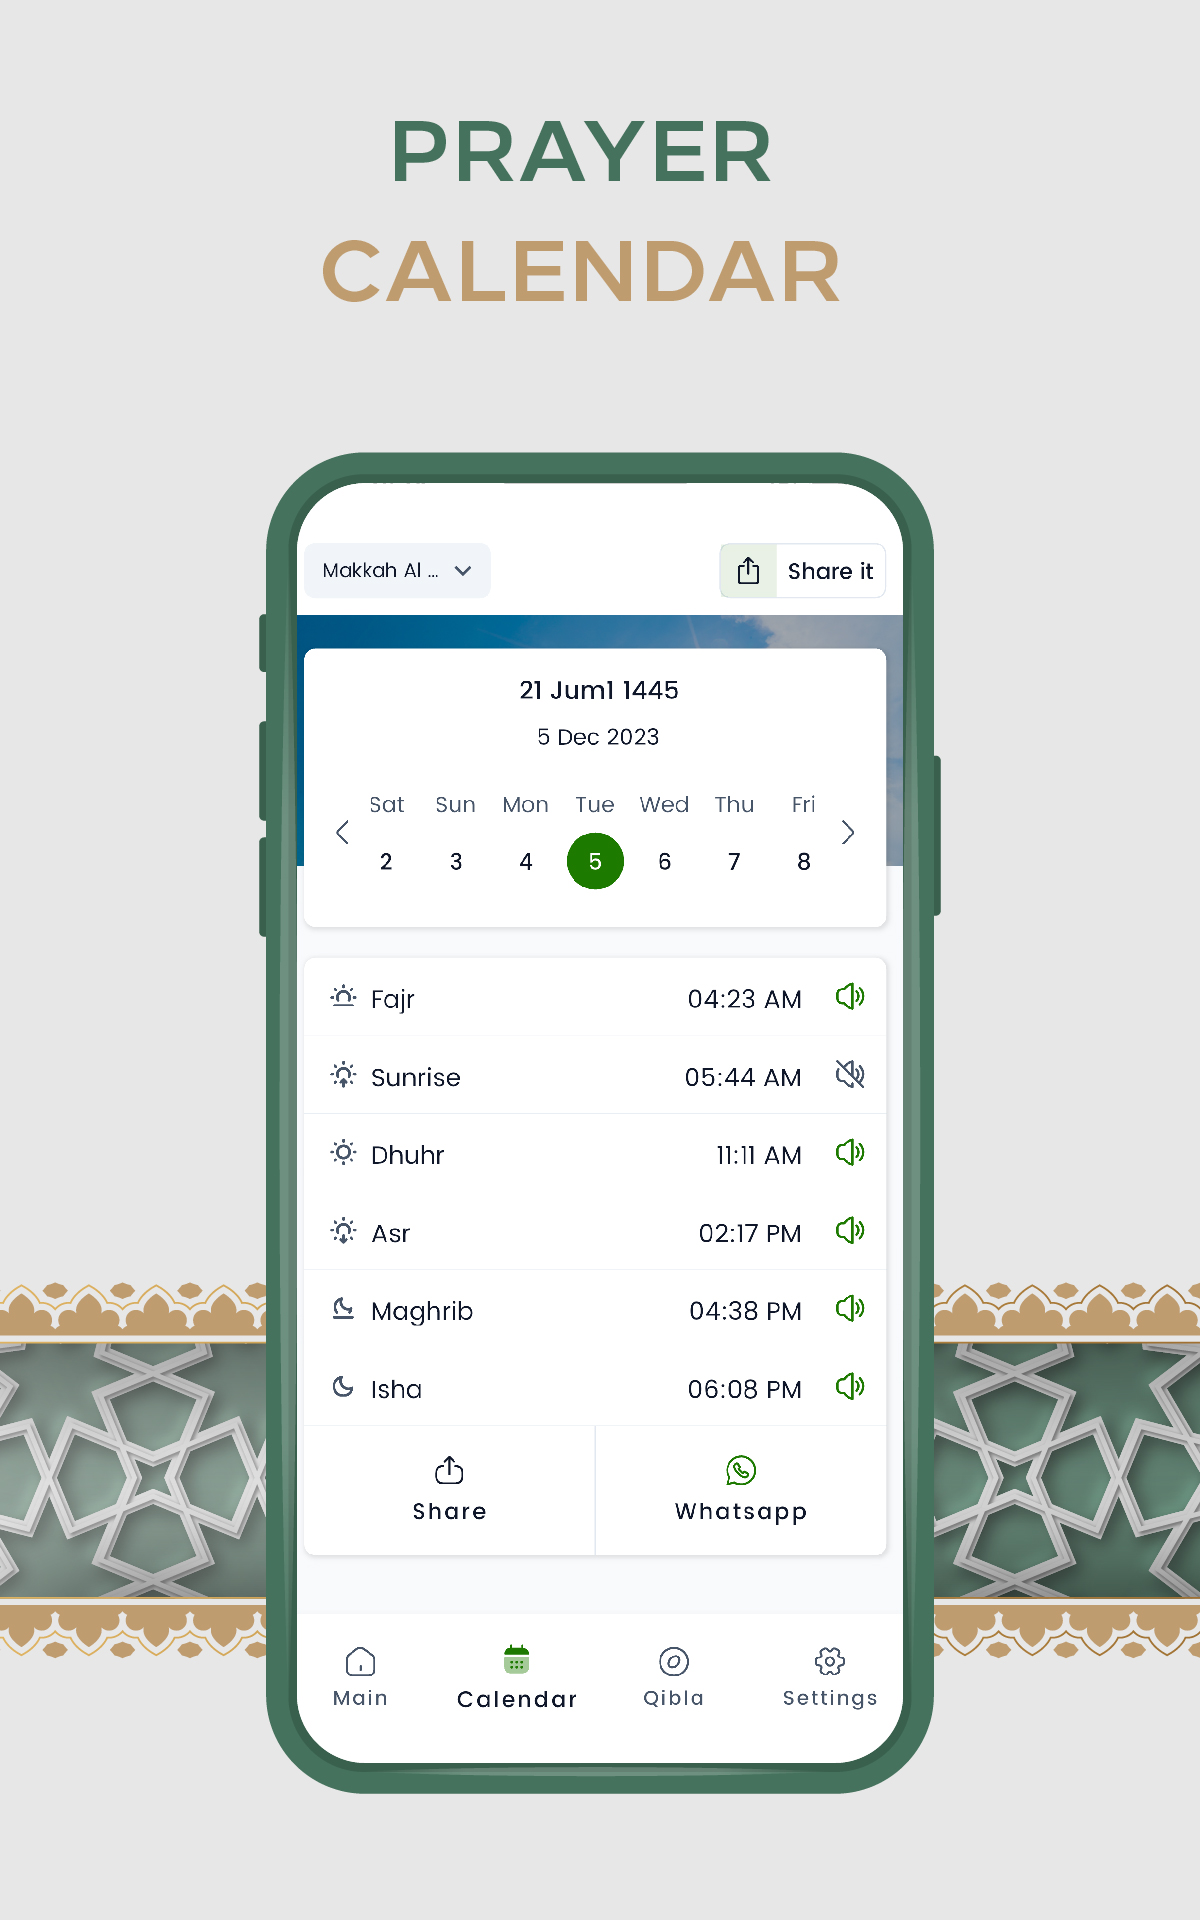 PRAYER
CALENDAR
Makkah Al ...
Share it
21 Jum1 1445
5 Dec 2023
Sat Sun Mon Tue Wed Thu Fri
2 3 4 5 6 7 8
Fajr 04:23 AM
Sunrise 05:44 AM
Dhuhr 11:11 AM
Asr 02:17 PM
Maghrib 04:38 PM
Isha 06:08 PM
Share Whatsapp
Main Calendar Qibla Settings